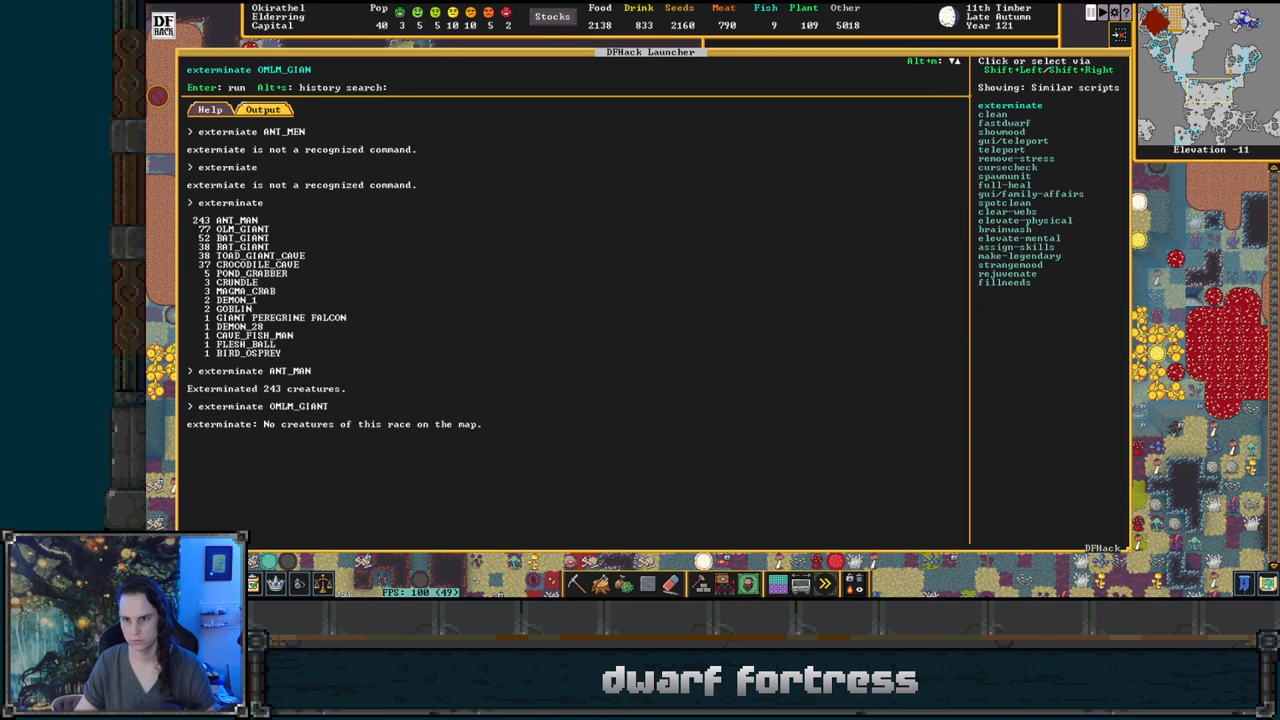 DF
HACK
Okirathel
Elderring
Capital
Pop
40 3 5 5 10 10 5 2
Stocks
Food Drink Seeds Meat Fish Plant Other
2138 833 2160 790 9 109 5018
11th Timber
Late Autumn
Year 121
Elevation -11
DFHack Launcher
exterminate OMLM_GIAN
Alt+m:
Enter: run Alt+s: history search:
Help Output
> extermiate ANT_MEN
extermiate is not a recognized command.
> extermiate
extermiate is not a recognized command.
> exterminate
243 ANT_MAN
77 OLM_GIANT
52 BAT_GIANT
38 RAT_GIANT
38 TOAD_GIANT_CAVE
37 CROCODILE_CAVE
5 POND_GRABBER
3 CRUNDLE
3 MAGMA_CRAB
2 DEMON_1
2 GOBLIN
1 GIANT PEREGRINE FALCON
1 DEMON_28
1 CAVE_FISH_MAN
1 FLESH_BALL
1 BIRD_OSPREY
> exterminate ANT_MAN
Exterminated 243 creatures.
> exterminate OMLM_GIANT
exterminate: No creatures of this race on the map.
Click or select via
Shift+Left/Shift+Right
Showing: Similar scripts
exterminate
clean
fastdwarf
showmood
gui/teleport
teleport
remove-stress
cursecheck
spawnunit
full-heal
gui/family-affairs
spotclean
clear-webs
elevate-physical
brainwash
elevate-mental
assign-skills
make-legendary
strangemood
rejuvenate
fillneeds
DFHack
FPS: 100 (49)
dwarf fortress